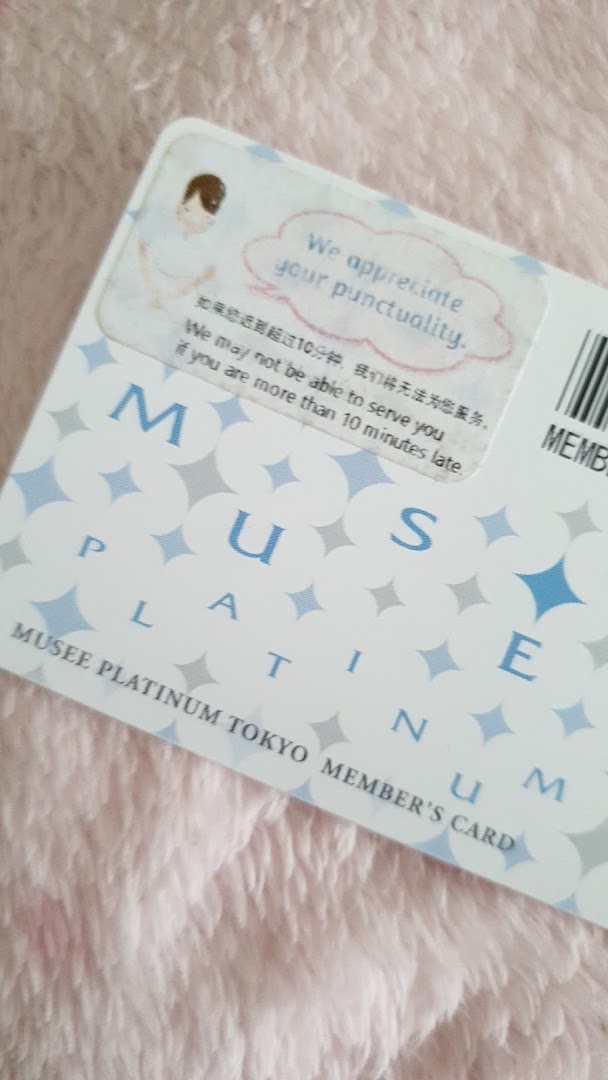 We appreciate
your punctuality.
如果您迟到超过10分钟，我们将无法为您服务。
We may not be able to serve you
if you are more than 10 minutes late.
MEMB
MUSE
PLATINUM
MUSEE PLATINUM TOKYO MEMBER'S CARD